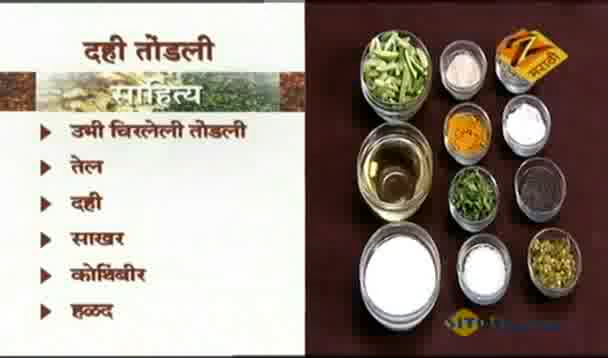 दही तोंडली
साहित्य
उभी चिरलेली तोंडली
तेल
दही
साखर
कोथिंबीर
हळद
मराठी